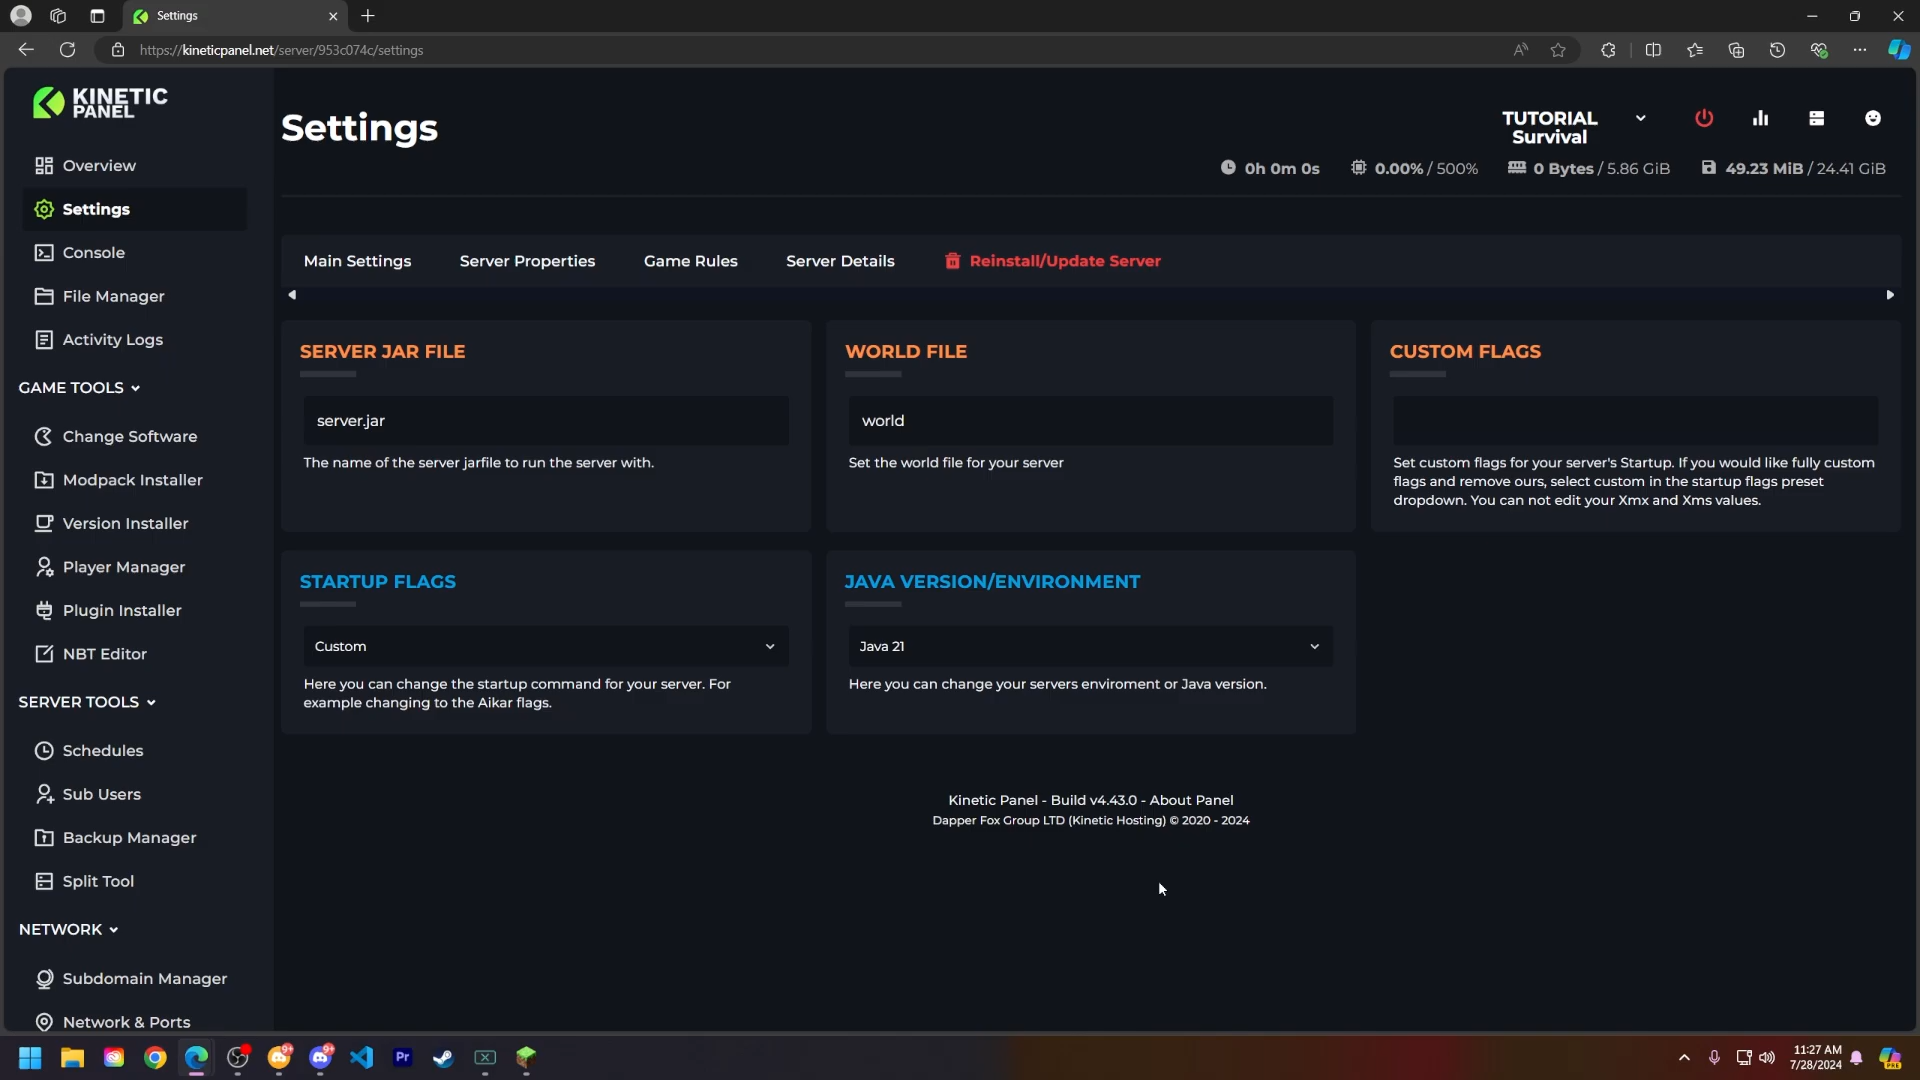 Settings
https://kineticpanel.net/server/953c074c/settings
KINETIC
PANEL
Settings
TUTORIAL
Survival
0h 0m 0s
0.00% / 500%
0 Bytes / 5.86 GiB
49.23 MiB / 24.41 GiB
Overview
Settings
Console
File Manager
Activity Logs
GAME TOOLS
Change Software
Modpack Installer
Version Installer
Player Manager
Plugin Installer
NBT Editor
SERVER TOOLS
Schedules
Sub Users
Backup Manager
Split Tool
NETWORK
Subdomain Manager
Network & Ports
Main Settings
Server Properties
Game Rules
Server Details
Reinstall/Update Server
SERVER JAR FILE
server.jar
The name of the server jarfile to run the server with.
WORLD FILE
world
Set the world file for your server
CUSTOM FLAGS
Set custom flags for your server's Startup. If you would like fully custom
flags and remove ours, select custom in the startup flags preset
dropdown. You can not edit your Xmx and Xms values.
STARTUP FLAGS
Custom
Here you can change the startup command for your server. For
example changing to the Aikar flags.
JAVA VERSION/ENVIRONMENT
Java 21
Here you can change your servers enviroment or Java version.
Kinetic Panel - Build v4.43.0 - About Panel
Dapper Fox Group LTD (Kinetic Hosting) © 2020 - 2024
9+
9+
Pr
11:27 AM
7/28/2024
PRE